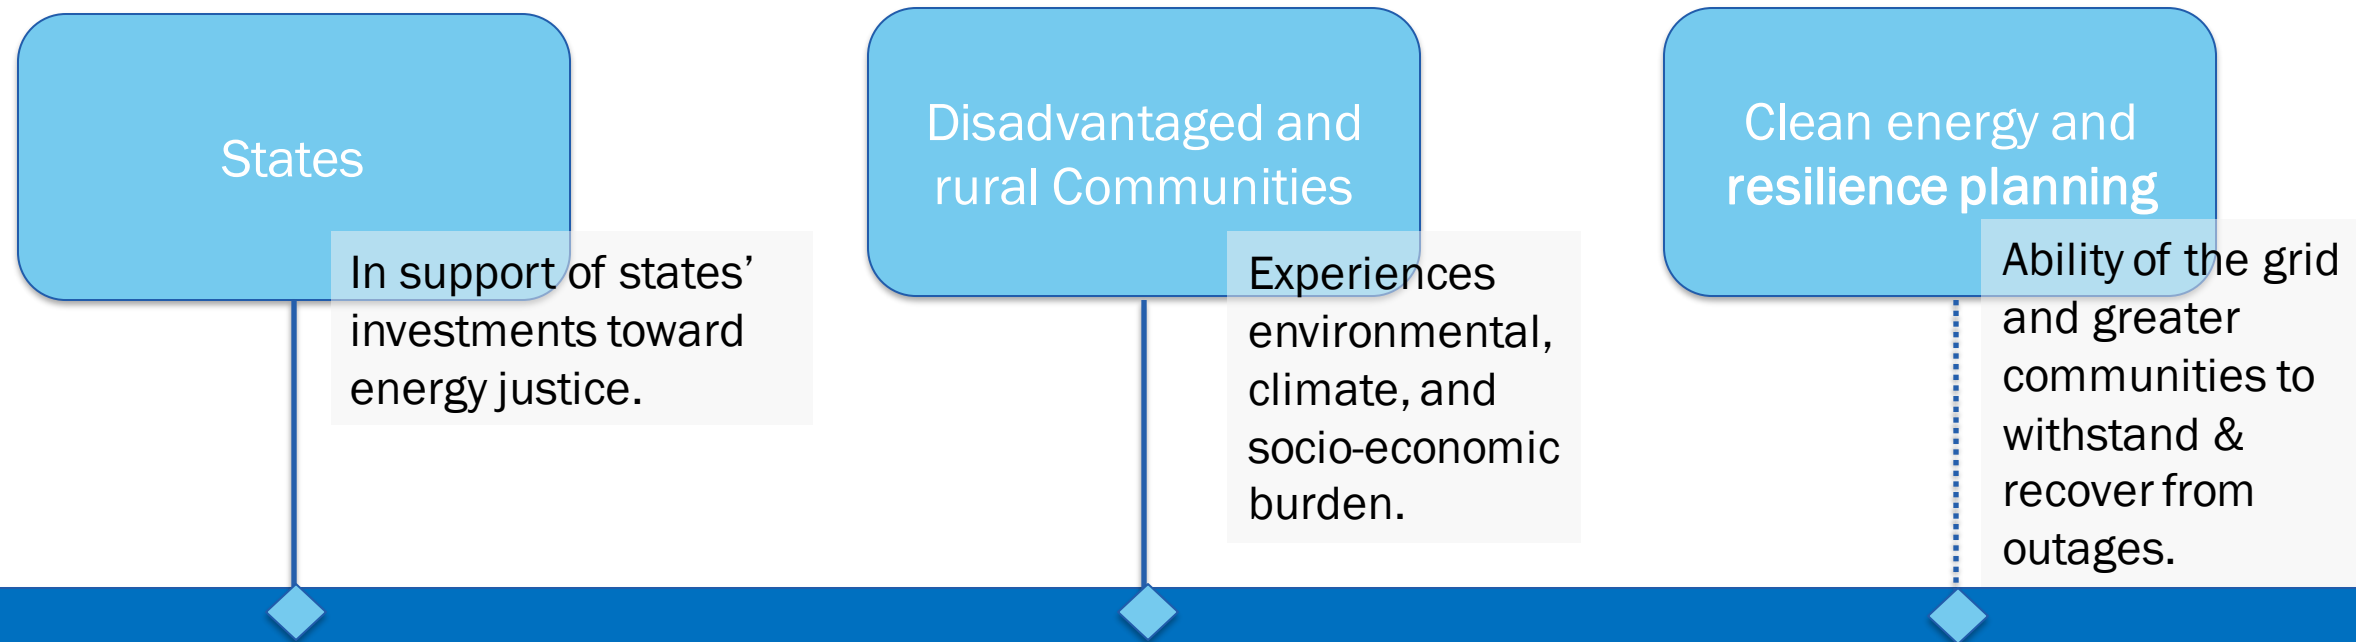 States
In support of states’
investments toward
energy justice.
Disadvantaged and
rural Communities
Experiences
environmental,
climate, and
socio-economic
burden.
Clean energy and
resilience planning
Ability of the grid
and greater
communities to
withstand &
recover from
outages.